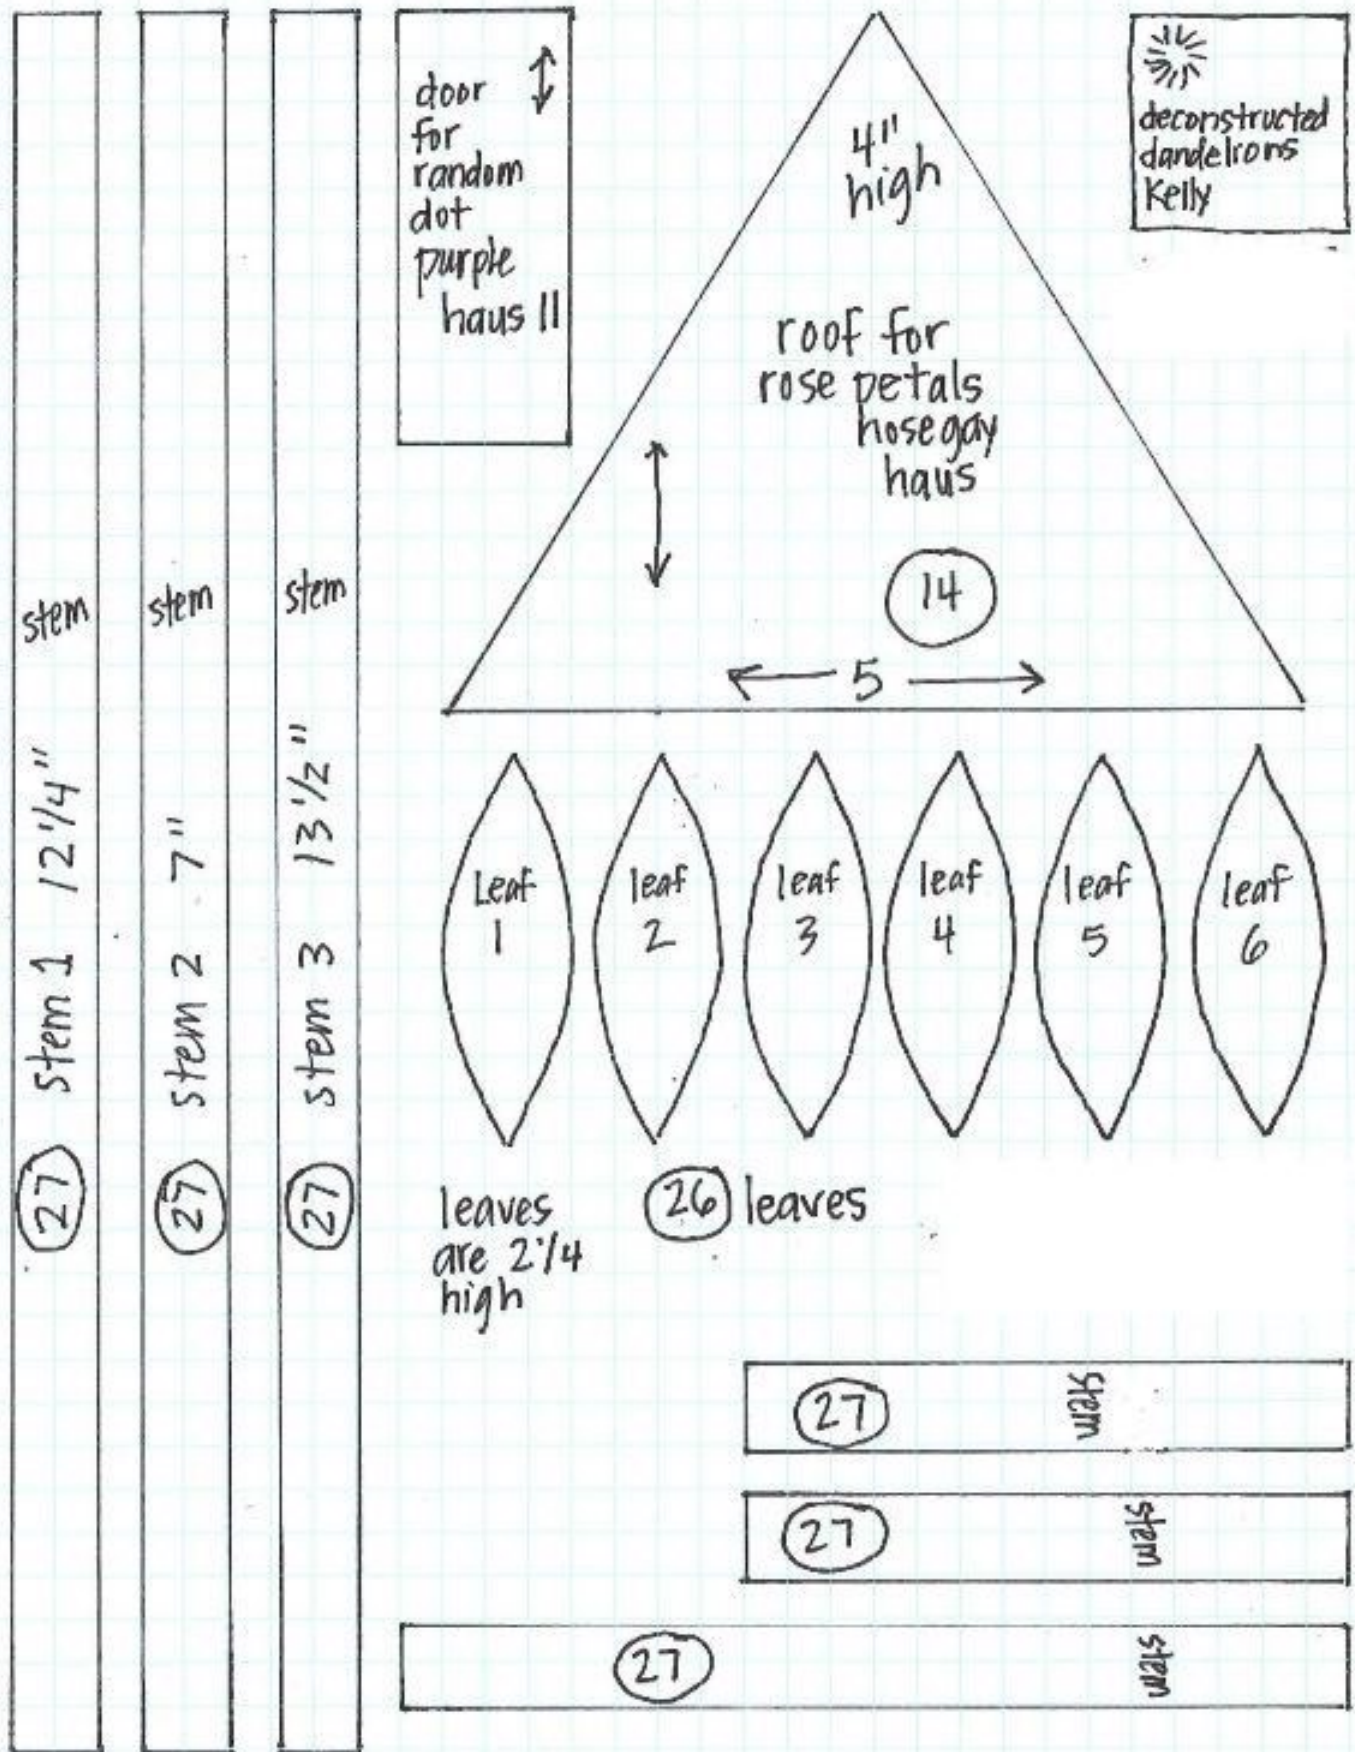 stem
stem 1 12 1/4"
27
stem
stem 2 7"
27
stem
stem 3 13 1/2"
27
door
for
random
dot
purple
haus 11
4"
high
roof for
rose petals
nosegay
haus
14
5
deconstructed
dandelions
Kelly
Leaf
1
leaf
2
leaf
3
leaf
4
leaf
5
leaf
6
leaves
are 2 1/4
high
26 leaves
27
stem
27
stem
27
stem